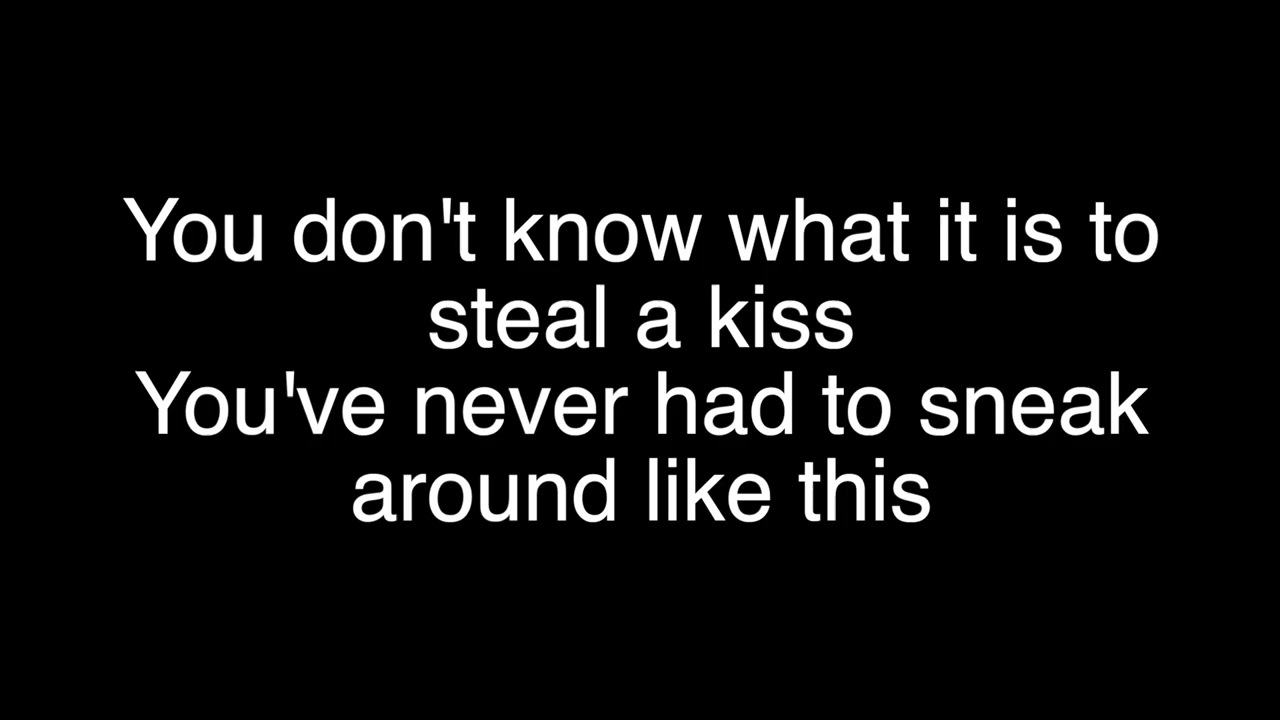 You don't know what it is to
steal a kiss
You've never had to sneak
around like this